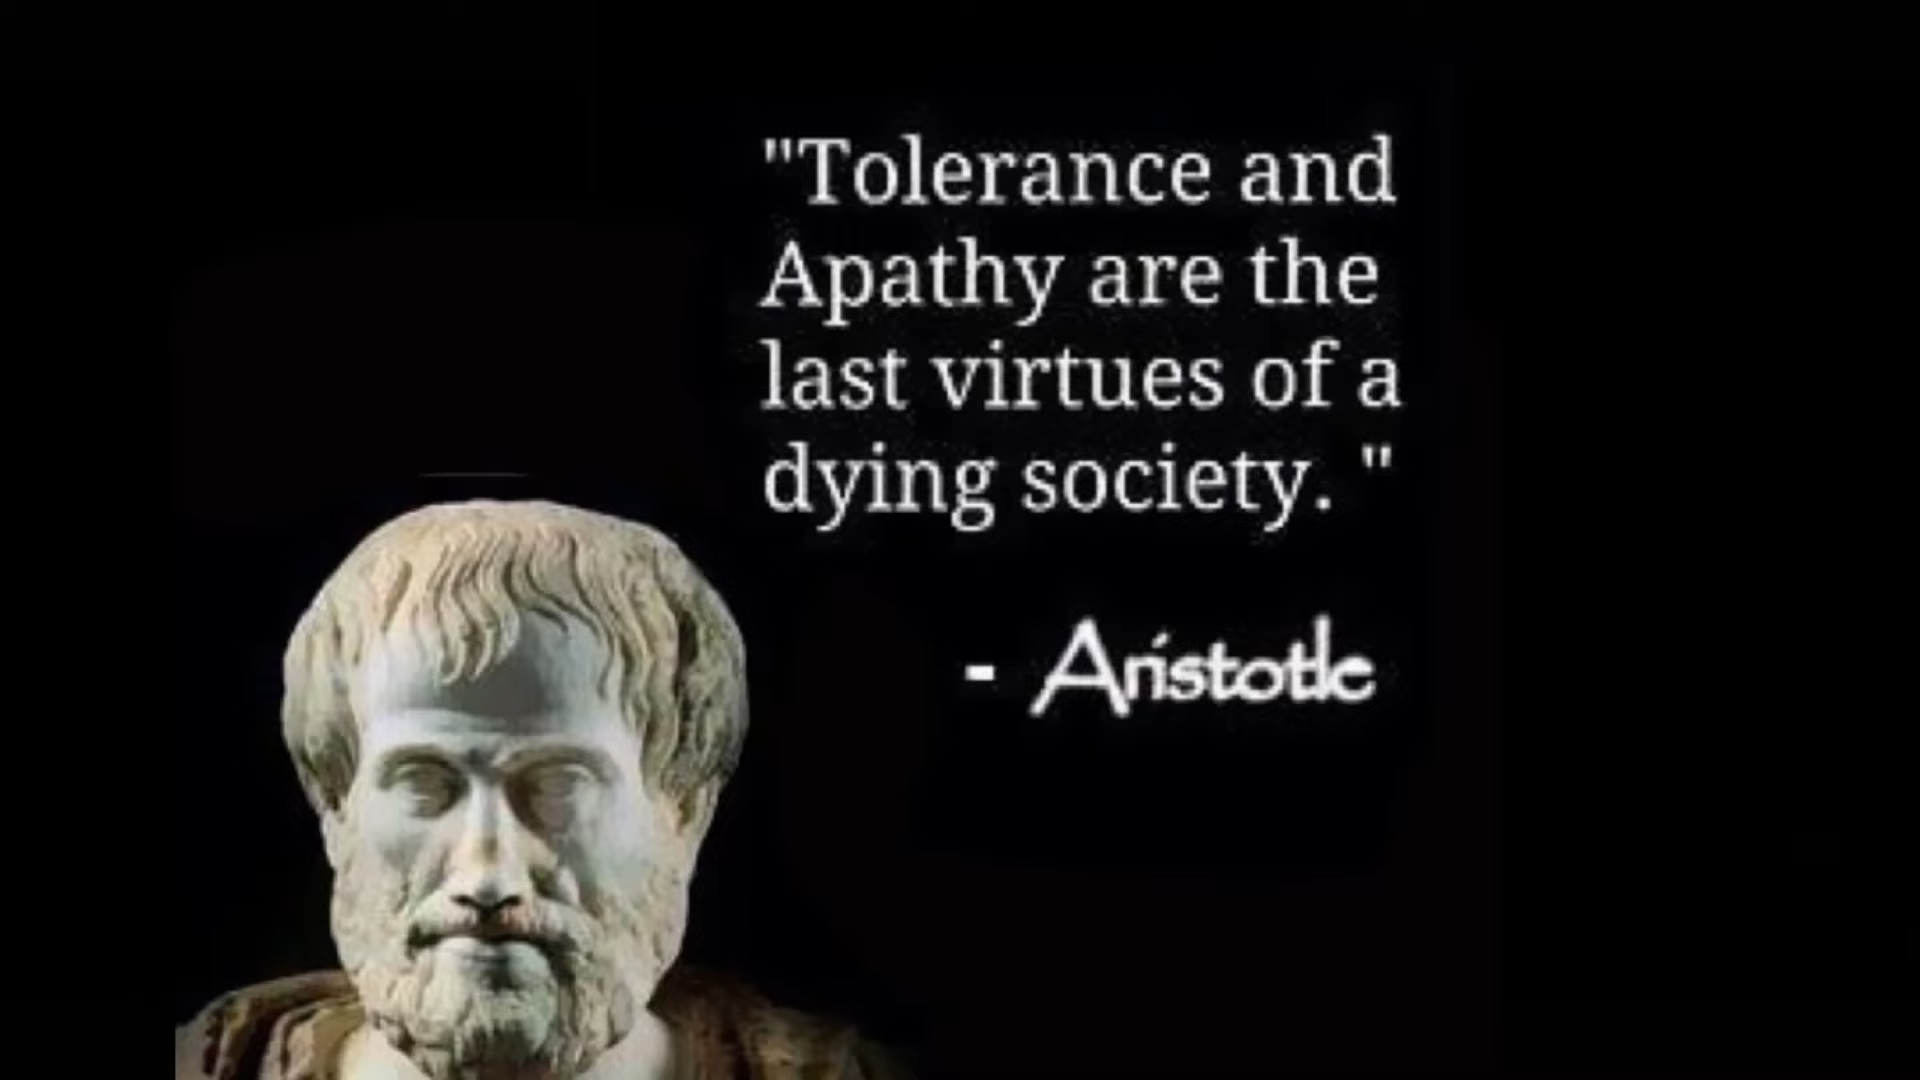 "Tolerance and
Apathy are the
last virtues of a
dying society. "
- Aristotle